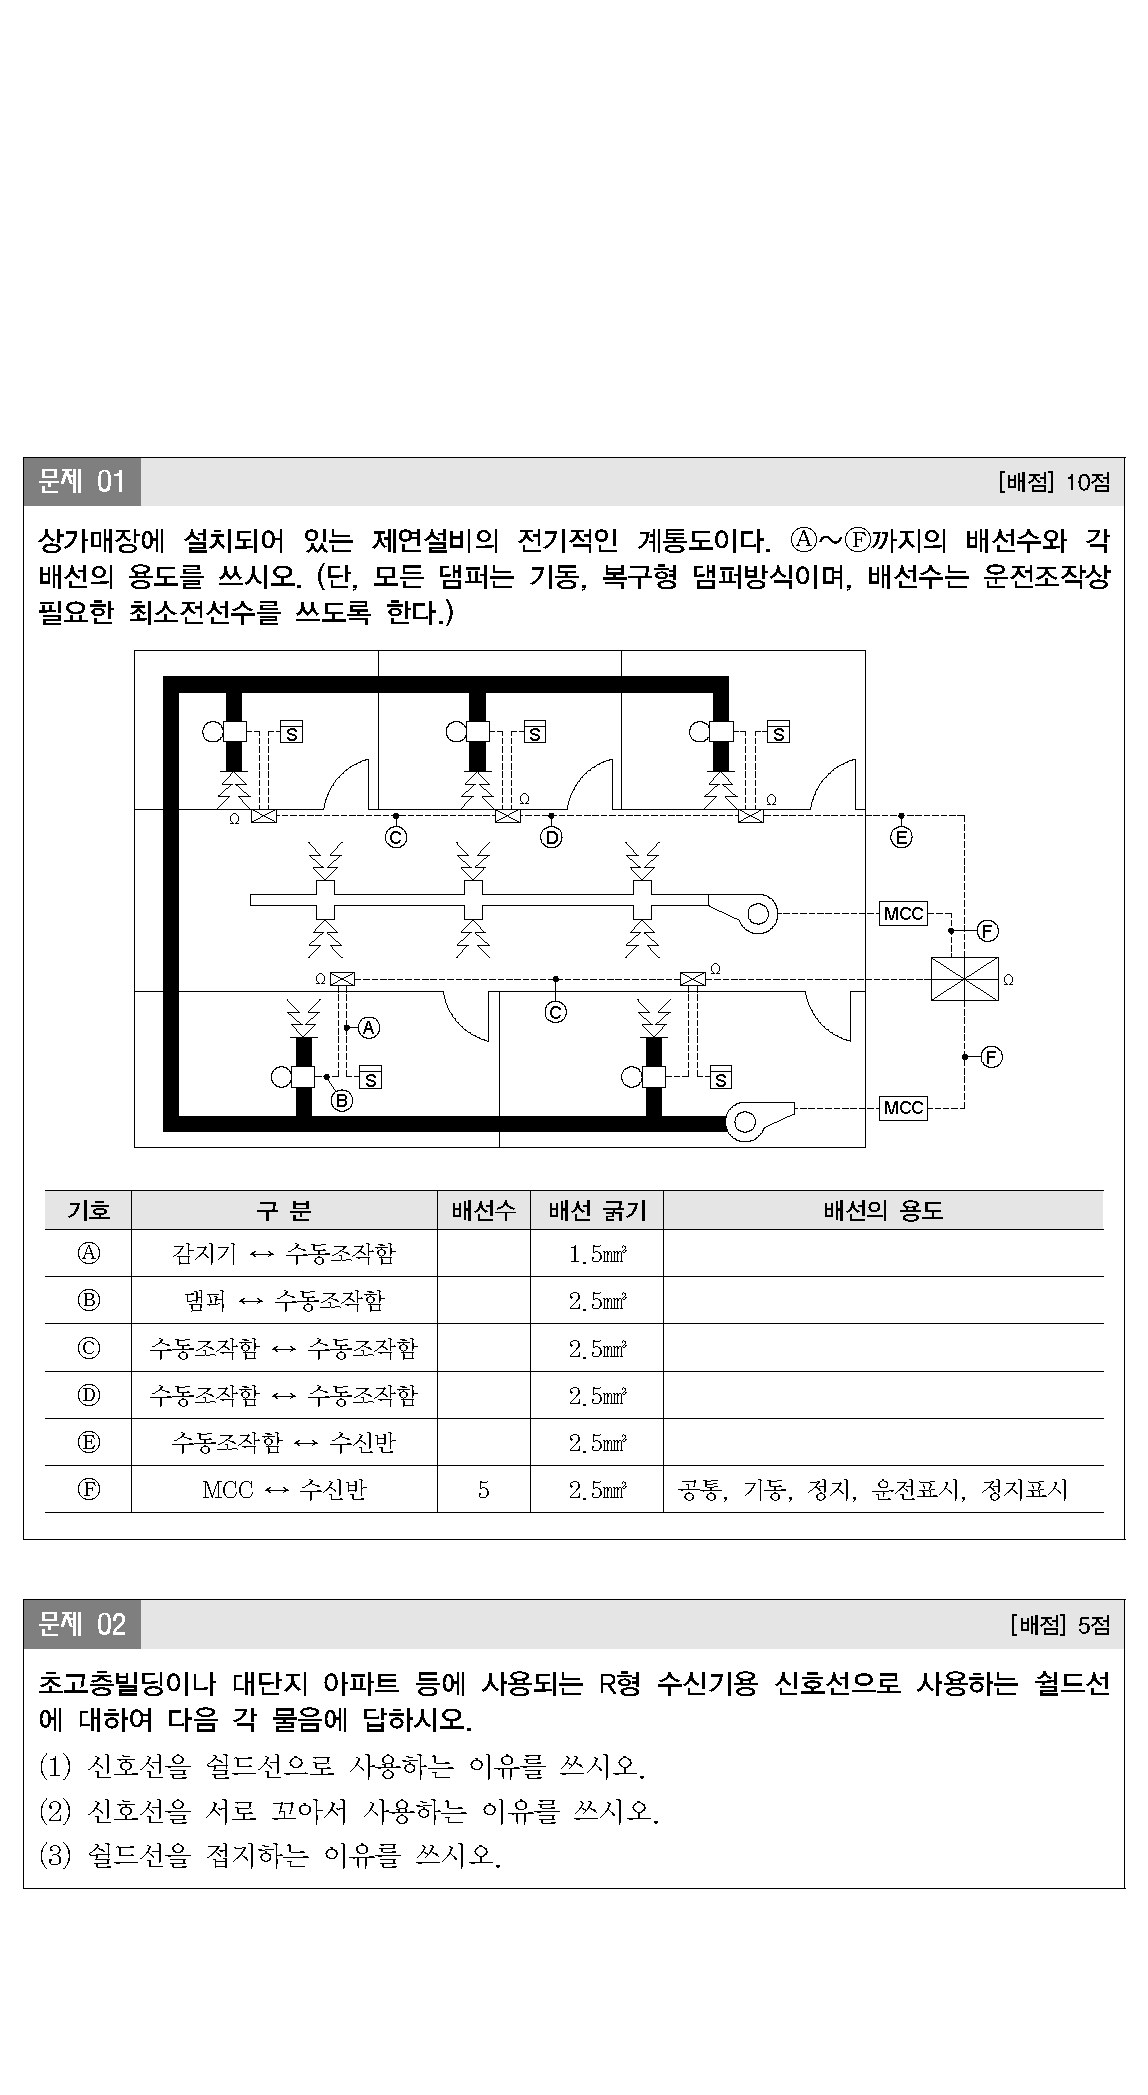 문제 01
[배점] 10점
상가매장에 설치되어 있는 제연설비의 전기적인 계통도이다. Ⓐ～Ⓕ까지의 배선수와 각
배선의 용도를 쓰시오. (단, 모든 댐퍼는 기동, 복구형 댐퍼방식이며, 배선수는 운전조작상
필요한 최소전선수를 쓰도록 한다.)
S S S
Ω Ω Ω
Ⓒ Ⓓ Ⓔ
MCC
Ⓕ
Ω Ω Ω
Ⓒ
Ⓐ
Ⓕ
S S
Ⓑ
MCC
기호 구 분 배선수 배선 굵기 배선의 용도
Ⓐ 감지기 ↔ 수동조작함 1.5㎟
Ⓑ 댐퍼 ↔ 수동조작함 2.5㎟
Ⓒ 수동조작함 ↔ 수동조작함 2.5㎟
Ⓓ 수동조작함 ↔ 수동조작함 2.5㎟
Ⓔ 수동조작함 ↔ 수신반 2.5㎟
Ⓕ MCC ↔ 수신반 5 2.5㎟ 공통, 기동, 정지, 운전표시, 정지표시
문제 02
[배점] 5점
초고층빌딩이나 대단지 아파트 등에 사용되는 R형 수신기용 신호선으로 사용하는 쉴드선
에 대하여 다음 각 물음에 답하시오.
(1) 신호선을 쉴드선으로 사용하는 이유를 쓰시오.
(2) 신호선을 서로 꼬아서 사용하는 이유를 쓰시오.
(3) 쉴드선을 접지하는 이유를 쓰시오.